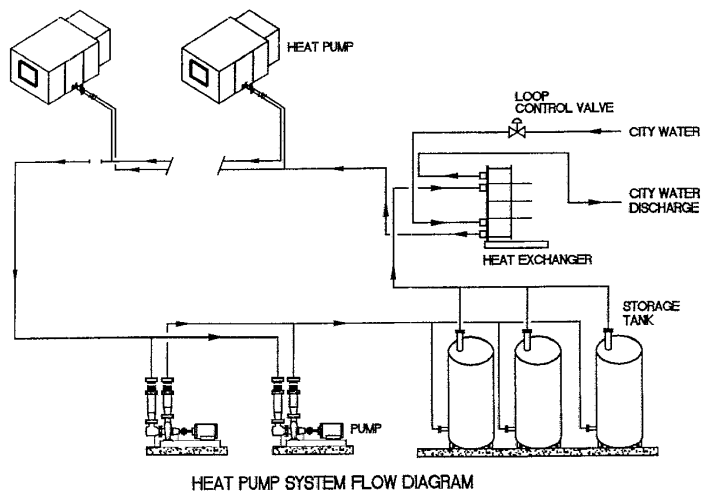 HEAT PUMP
LOOP
CONTROL VALVE
CITY WATER
CITY WATER
DISCHARGE
HEAT EXCHANGER
STORAGE
TANK
PUMP
HEAT PUMP SYSTEM FLOW DIAGRAM